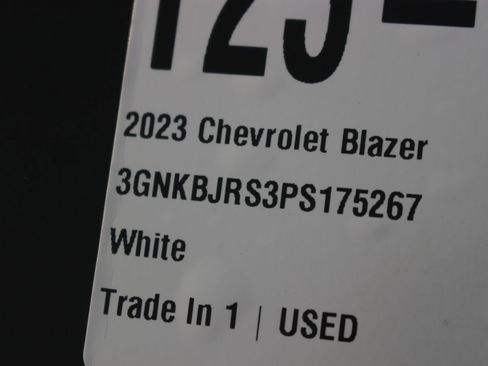 2023 Chevrolet Blazer
3GNKBJRS3PS175267
White
Trade In 1 | USED